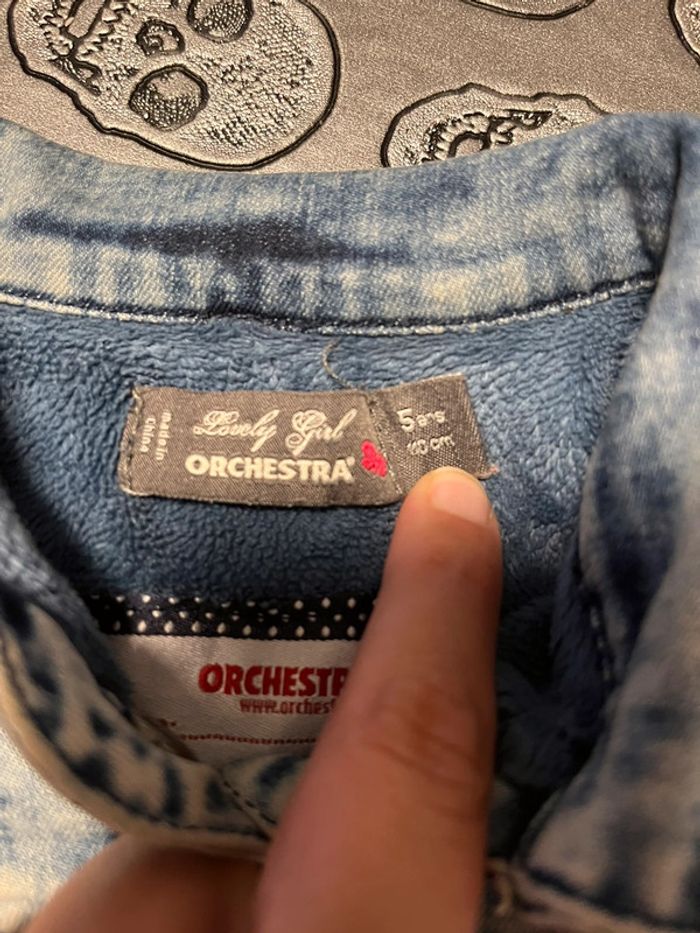 made in
china
Lovely Girl
ORCHESTRA
5 ans
110 cm
ORCHESTR
www.orchest